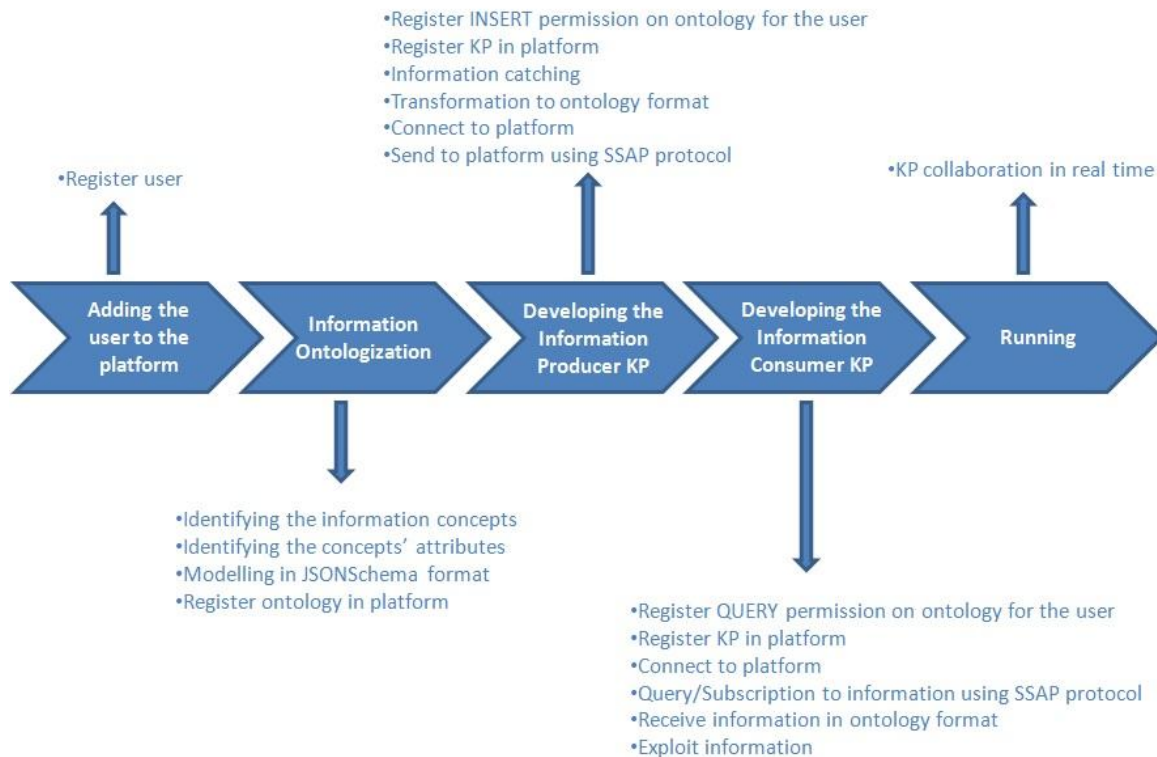 •Register INSERT permission on ontology for the user
•Register KP in platform
•Information catching
•Transformation to ontology format
•Connect to platform
•Send to platform using SSAP protocol
•Register user
•KP collaboration in real time
Adding the
user to the
platform
Information
Ontologization
Developing the
Information
Producer KP
Developing the
Information
Consumer KP
Running
•Identifying the information concepts
•Identifying the concepts’ attributes
•Modelling in JSONSchema format
•Register ontology in platform
•Register QUERY permission on ontology for the user
•Register KP in platform
•Connect to platform
•Query/Subscription to information using SSAP protocol
•Receive information in ontology format
•Exploit information